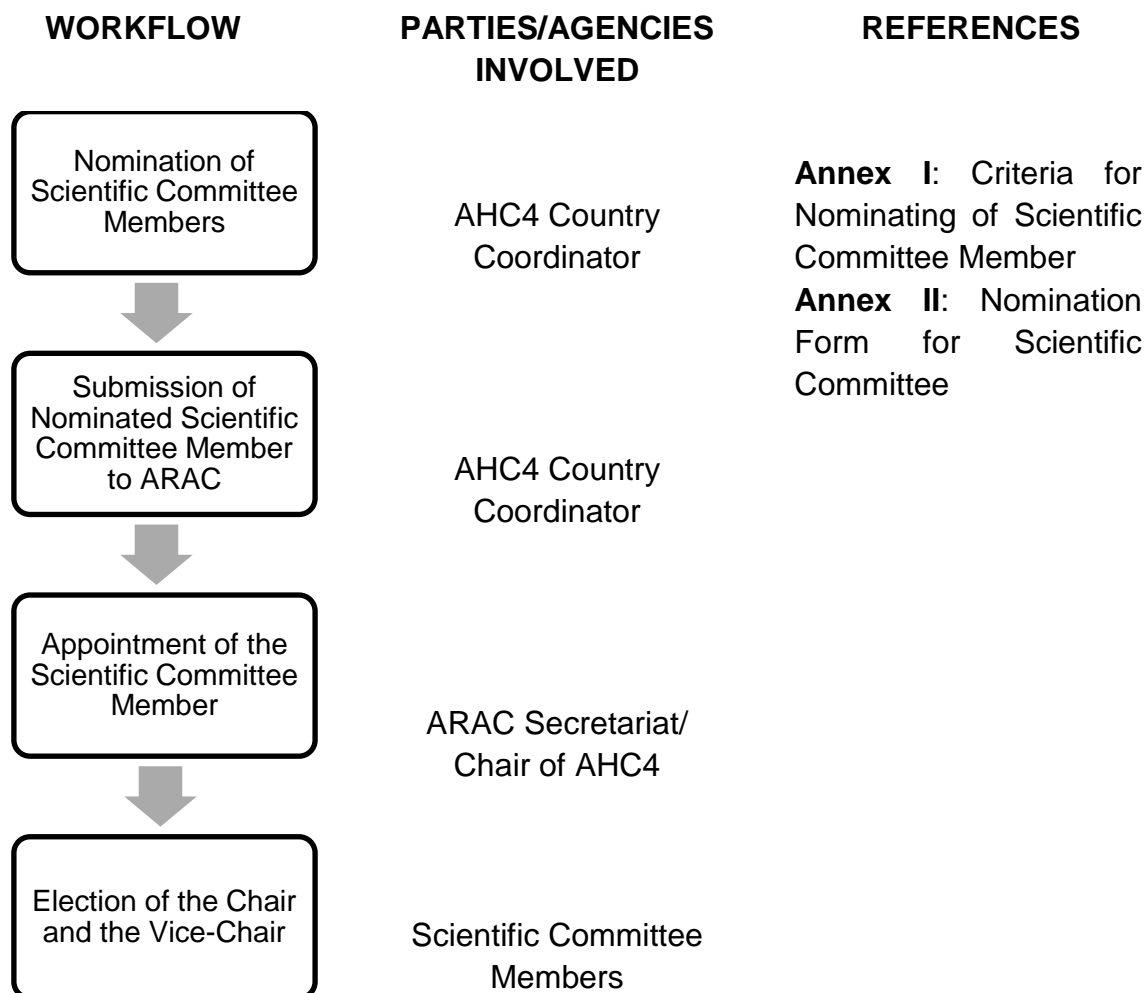 WORKFLOW
PARTIES/AGENCIES
INVOLVED
REFERENCES
Nomination of
Scientific Committee
Members
AHC4 Country
Coordinator
Annex I: Criteria for
Nominating of Scientific
Committee Member
Annex II: Nomination
Form for Scientific
Committee
Submission of
Nominated Scientific
Committee Member
to ARAC
AHC4 Country
Coordinator
Appointment of the
Scientific Committee
Member
ARAC Secretariat/
Chair of AHC4
Election of the Chair
and the Vice-Chair
Scientific Committee
Members